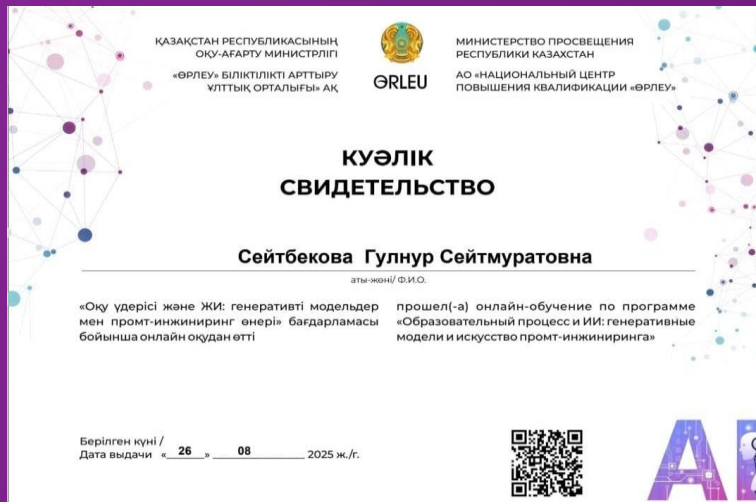 ҚАЗАҚСТАН РЕСПУБЛИКАСЫНЫҢ
ОҚУ-АҒАРТУ МИНИСТРЛІГІ
«ӨРЛЕУ» БІЛІКТІЛІКТІ АРТТЫРУ
ҰЛТТЫҚ ОРТАЛЫҒЫ» АҚ
ӨRLEU
МИНИСТЕРСТВО ПРОСВЕЩЕНИЯ
РЕСПУБЛИКИ КАЗАХСТАН
АО «НАЦИОНАЛЬНЫЙ ЦЕНТР
ПОВЫШЕНИЯ КВАЛИФИКАЦИИ «ӨРЛЕУ»
КУӘЛІК
СВИДЕТЕЛЬСТВО
Сейтбекова Гулнур Сейтмуратовна
аты-жөні/ Ф.И.О.
«Оқу үдерісі және ЖИ: генеративті модельдер
мен промт-инжиниринг өнері» бағдарламасы
бойынша онлайн оқудан өтті
прошел(-а) онлайн-обучение по программе
«Образовательный процесс и ИИ: генеративные
модели и искусство промт-инжиниринга»
Берілген күні /
Дата выдачи «26» 08 2025 ж./г.